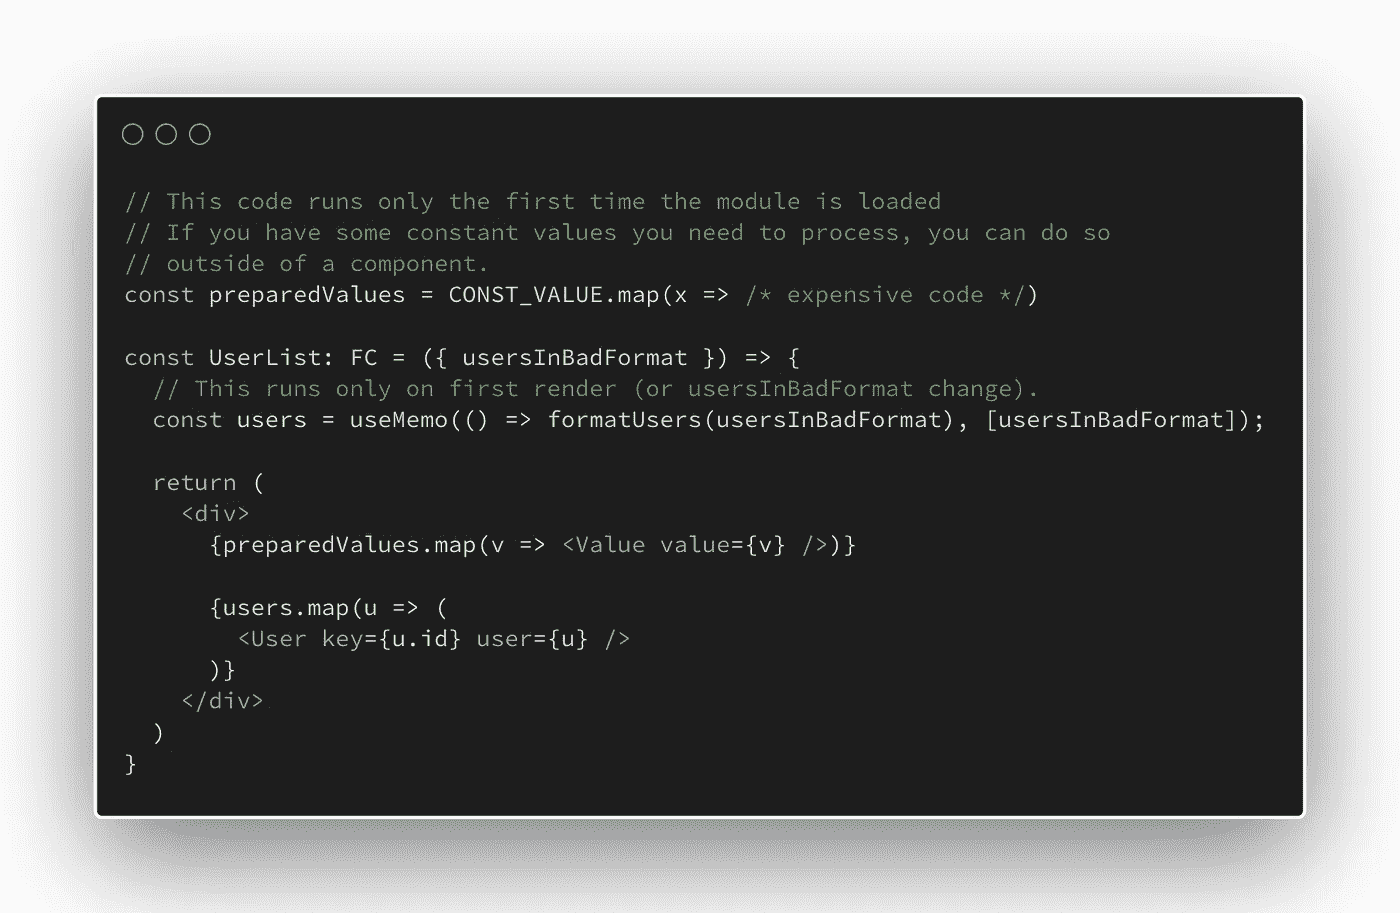 // This code runs only the first time the module is loaded
// If you have some constant values you need to process, you can do so
// outside of a component.
const preparedValues = CONST_VALUE.map(x => /* expensive code */)
const UserList: FC = ({ usersInBadFormat }) => {
// This runs only on first render (or usersInBadFormat change).
const users = useMemo(() => formatUsers(usersInBadFormat), [usersInBadFormat]);
return (
<div>
{preparedValues.map(v => <Value value={v} />)}
{users.map(u => (
<User key={u.id} user={u} />
)}
</div>
)
}